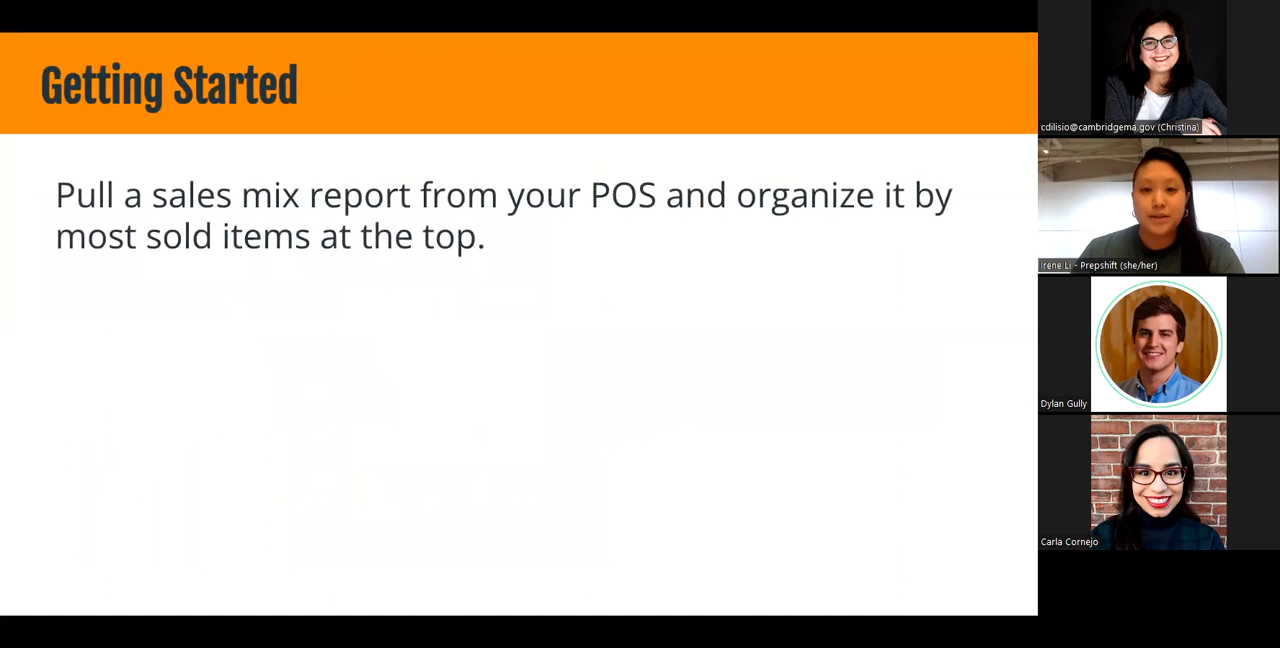 Getting Started
Pull a sales mix report from your POS and organize it by
most sold items at the top.
cdilisio@cambridgema.gov (Christina)
Irene Li - Prepshift (she/her)
Dylan Gully
Carla Cornejo